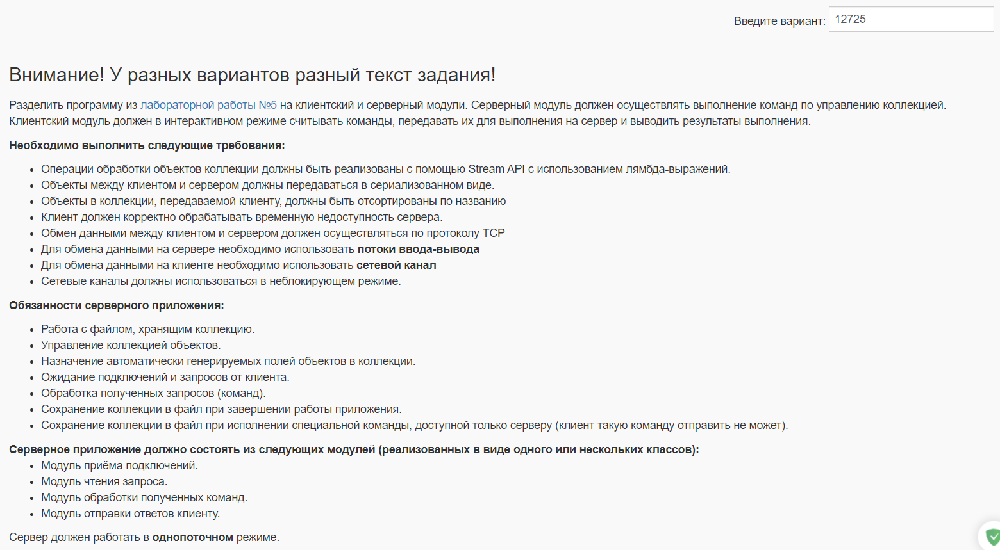 Введите вариант: 12725
Внимание! У разных вариантов разный текст задания!
Разделить программу из лабораторной работы №5 на клиентский и серверный модули. Серверный модуль должен осуществлять выполнение команд по управлению коллекцией.
Клиентский модуль должен в интерактивном режиме считывать команды, передавать их для выполнения на сервер и выводить результаты выполнения.
Необходимо выполнить следующие требования:
• Операции обработки объектов коллекции должны быть реализованы с помощью Stream API с использованием лямбда-выражений.
• Объекты между клиентом и сервером должны передаваться в сериализованном виде.
• Объекты в коллекции, передаваемой клиенту, должны быть отсортированы по названию
• Клиент должен корректно обрабатывать временную недоступность сервера.
• Обмен данными между клиентом и сервером должен осуществляться по протоколу TCP
• Для обмена данными на сервере необходимо использовать потоки ввода-вывода
• Для обмена данными на клиенте необходимо использовать сетевой канал
• Сетевые каналы должны использоваться в неблокирующем режиме.
Обязанности серверного приложения:
• Работа с файлом, хранящим коллекцию.
• Управление коллекцией объектов.
• Назначение автоматически генерируемых полей объектов в коллекции.
• Ожидание подключений и запросов от клиента.
• Обработка полученных запросов (команд).
• Сохранение коллекции в файл при завершении работы приложения.
• Сохранение коллекции в файл при исполнении специальной команды, доступной только серверу (клиент такую команду отправить не может).
Серверное приложение должно состоять из следующих модулей (реализованных в виде одного или нескольких классов):
• Модуль приёма подключений.
• Модуль чтения запроса.
• Модуль обработки полученных команд.
• Модуль отправки ответов клиенту.
Сервер должен работать в однопоточном режиме.